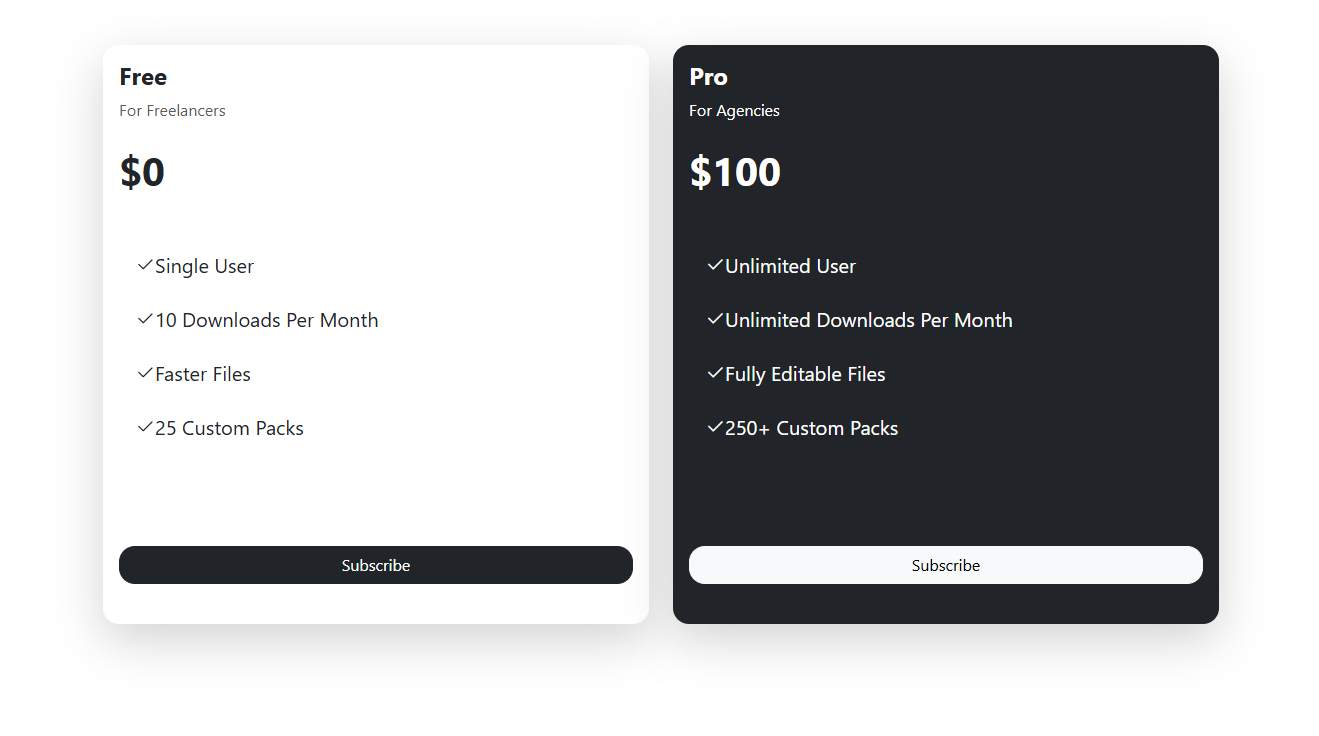 Free
For Freelancers
$0
Single User
10 Downloads Per Month
Faster Files
25 Custom Packs
Subscribe
Pro
For Agencies
$100
Unlimited User
Unlimited Downloads Per Month
Fully Editable Files
250+ Custom Packs
Subscribe